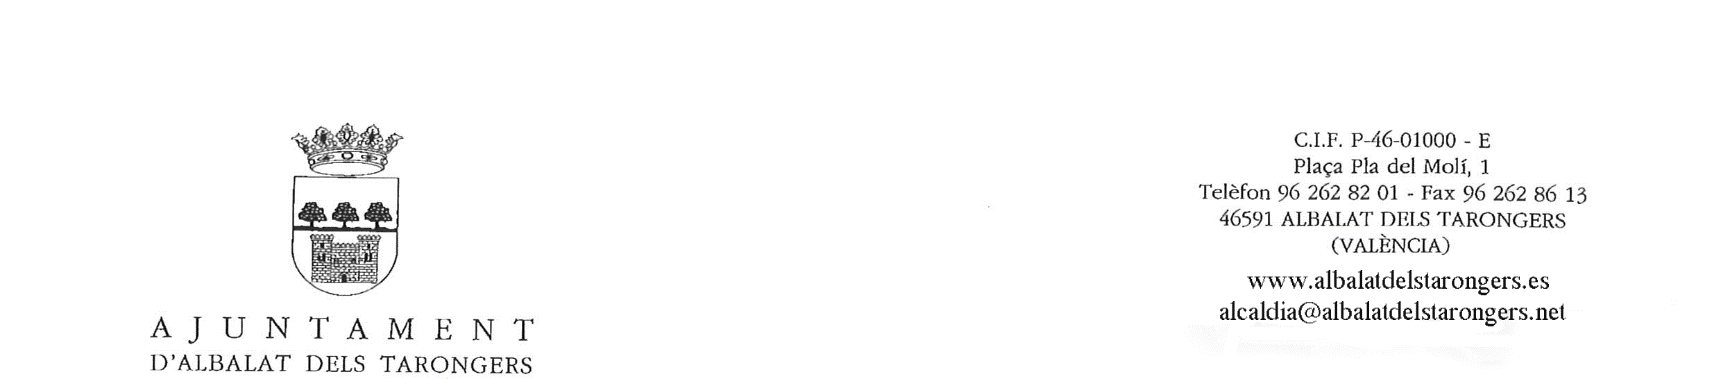 AJUNTAMENT
D'ALBALAT DELS TARONGERS
C.I.F. P-46-01000 - E
Plaça Pla del Molí, 1
Telèfon 96 262 82 01 - Fax 96 262 86 13
46591 ALBALAT DELS TARONGERS
(VALÈNCIA)
www.albalatdelstarongers.es
alcaldia@albalatdelstarongers.net